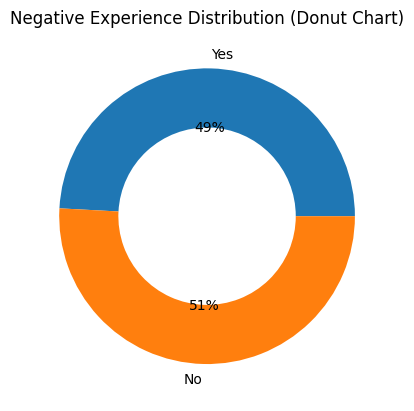 Negative Experience Distribution (Donut Chart)
Yes
49%
51%
No